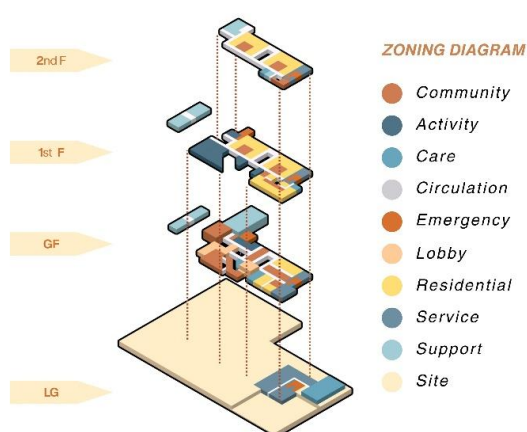 2nd F
1st F
GF
LG
ZONING DIAGRAM
Community
Activity
Care
Circulation
Emergency
Lobby
Residential
Service
Support
Site